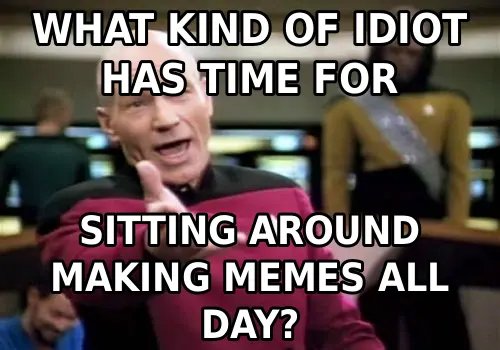 WHAT KIND OF IDIOT
HAS TIME FOR
SITTING AROUND
MAKING MEMES ALL
DAY?